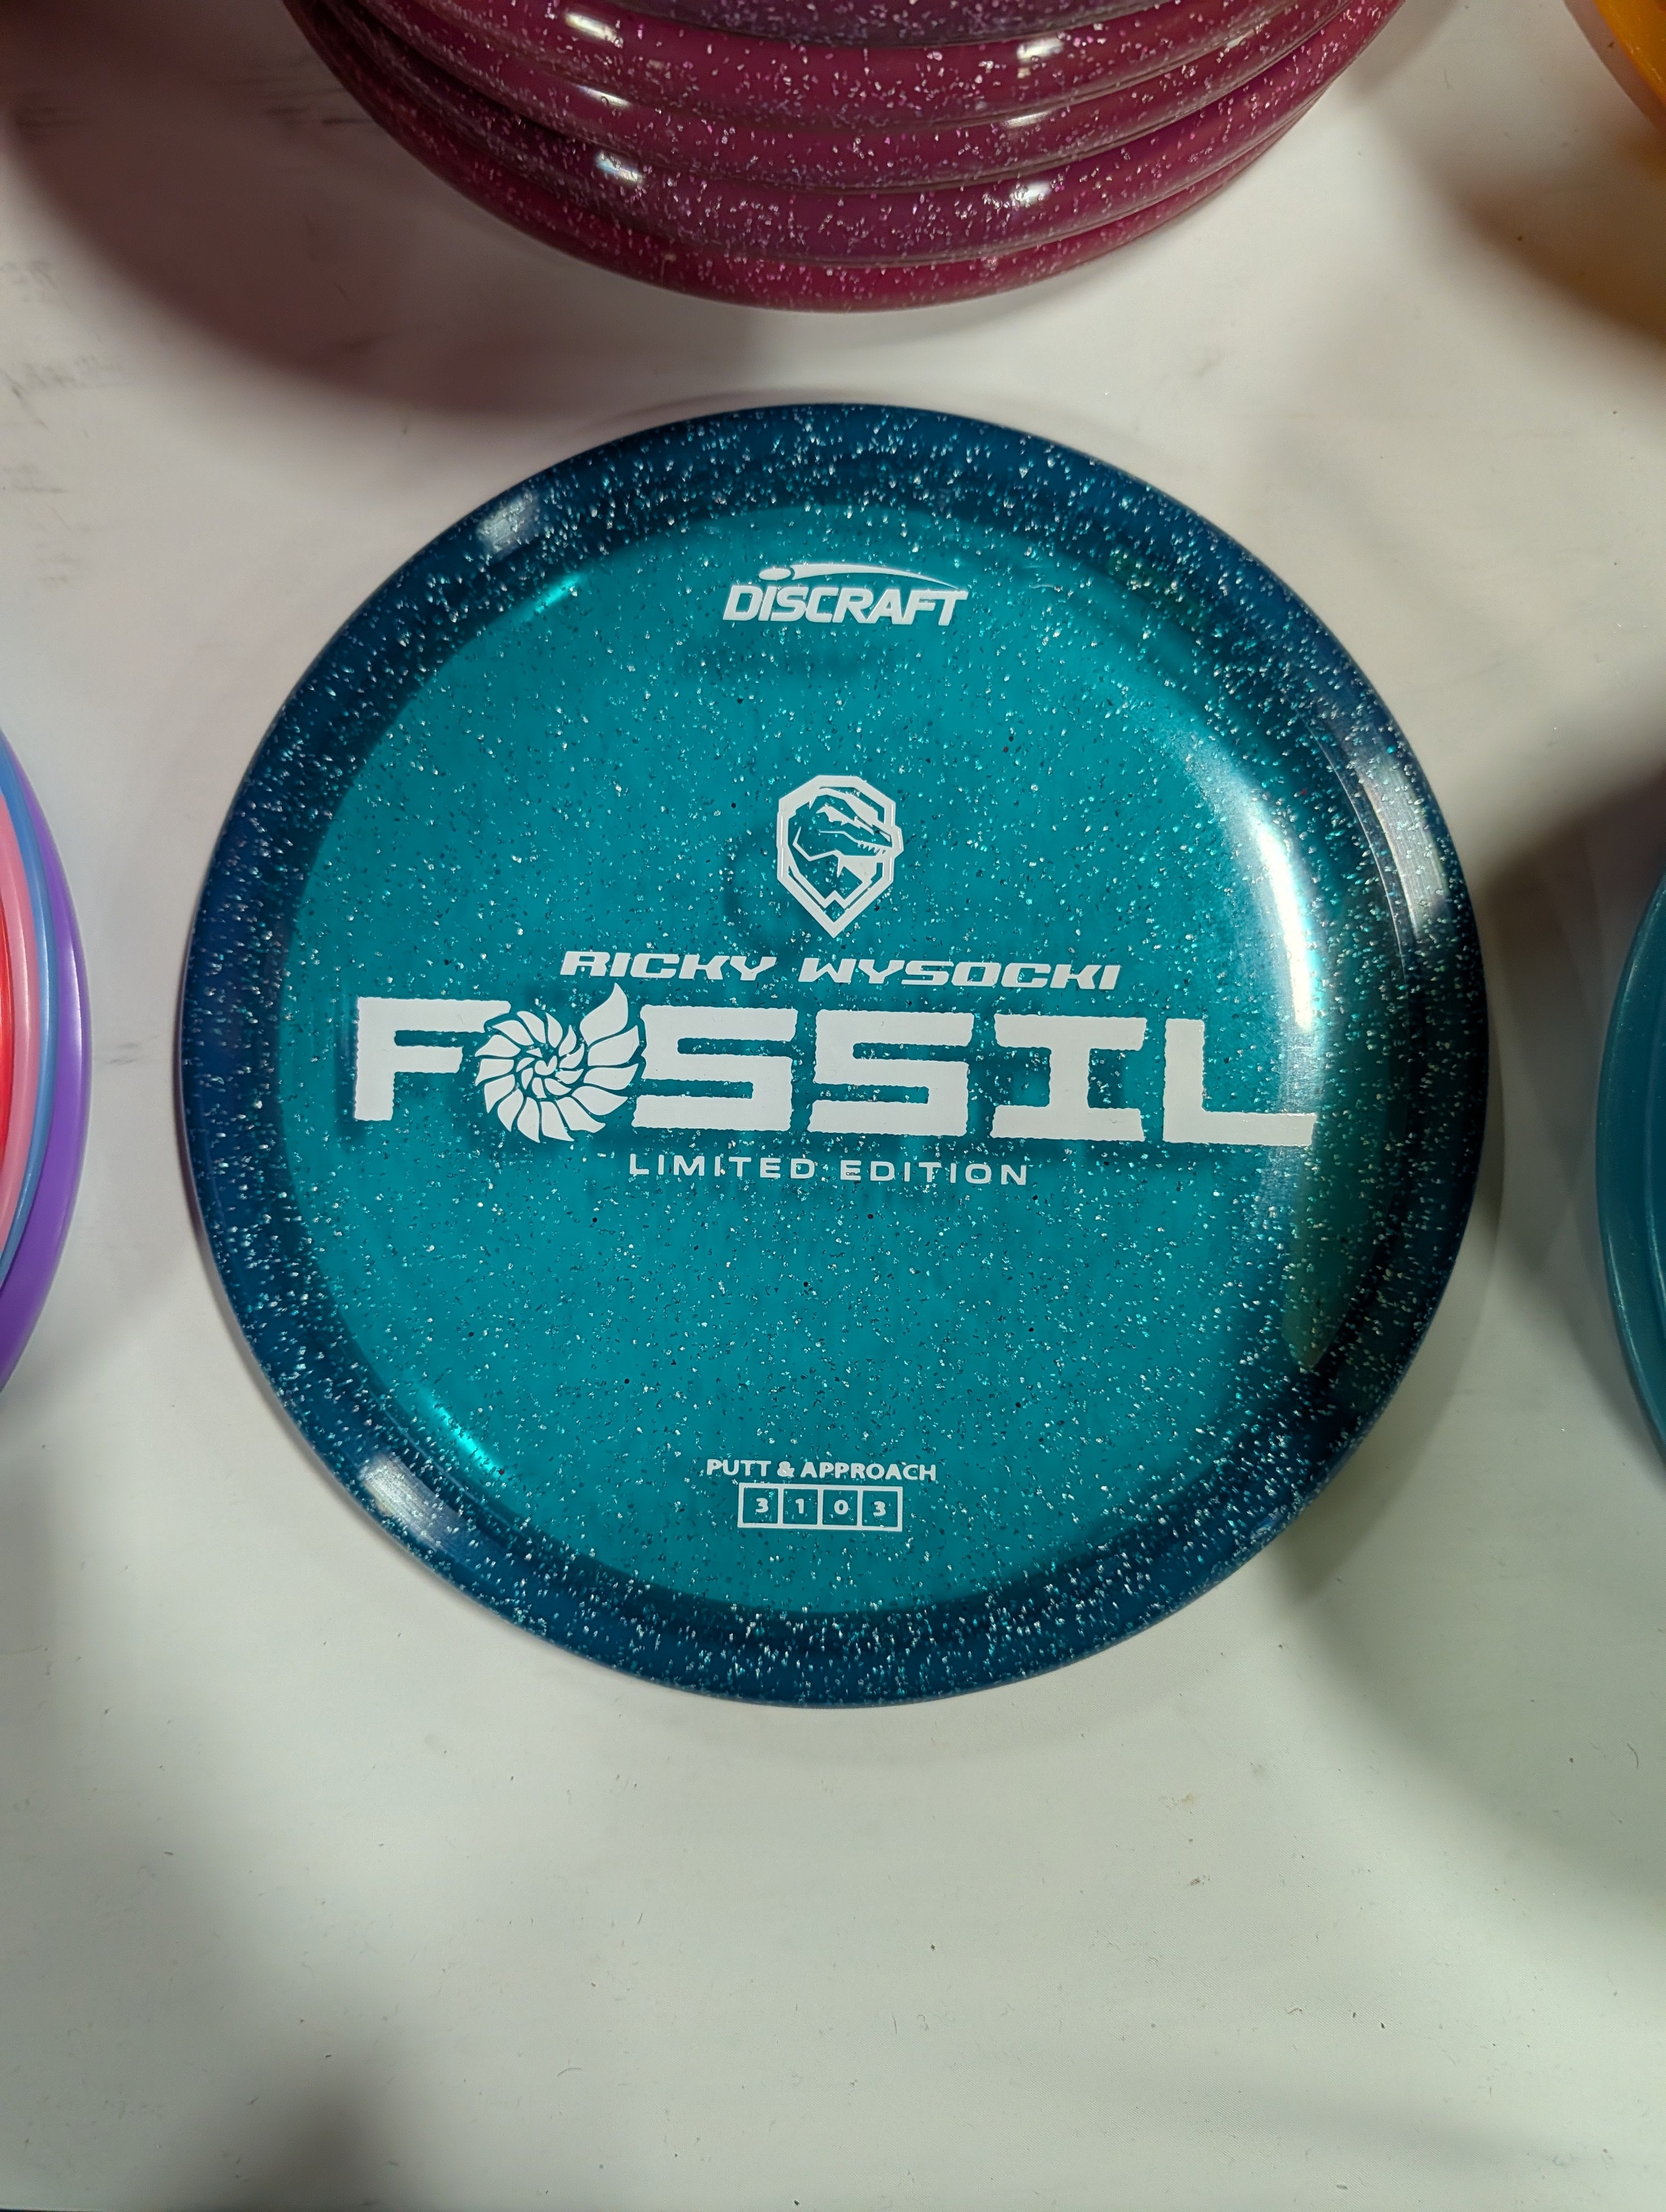 DISCRAFT
RICKY WYSOCKI
FOSSIL
LIMITED EDITION
PUTT & APPROACH
3 1 0 3